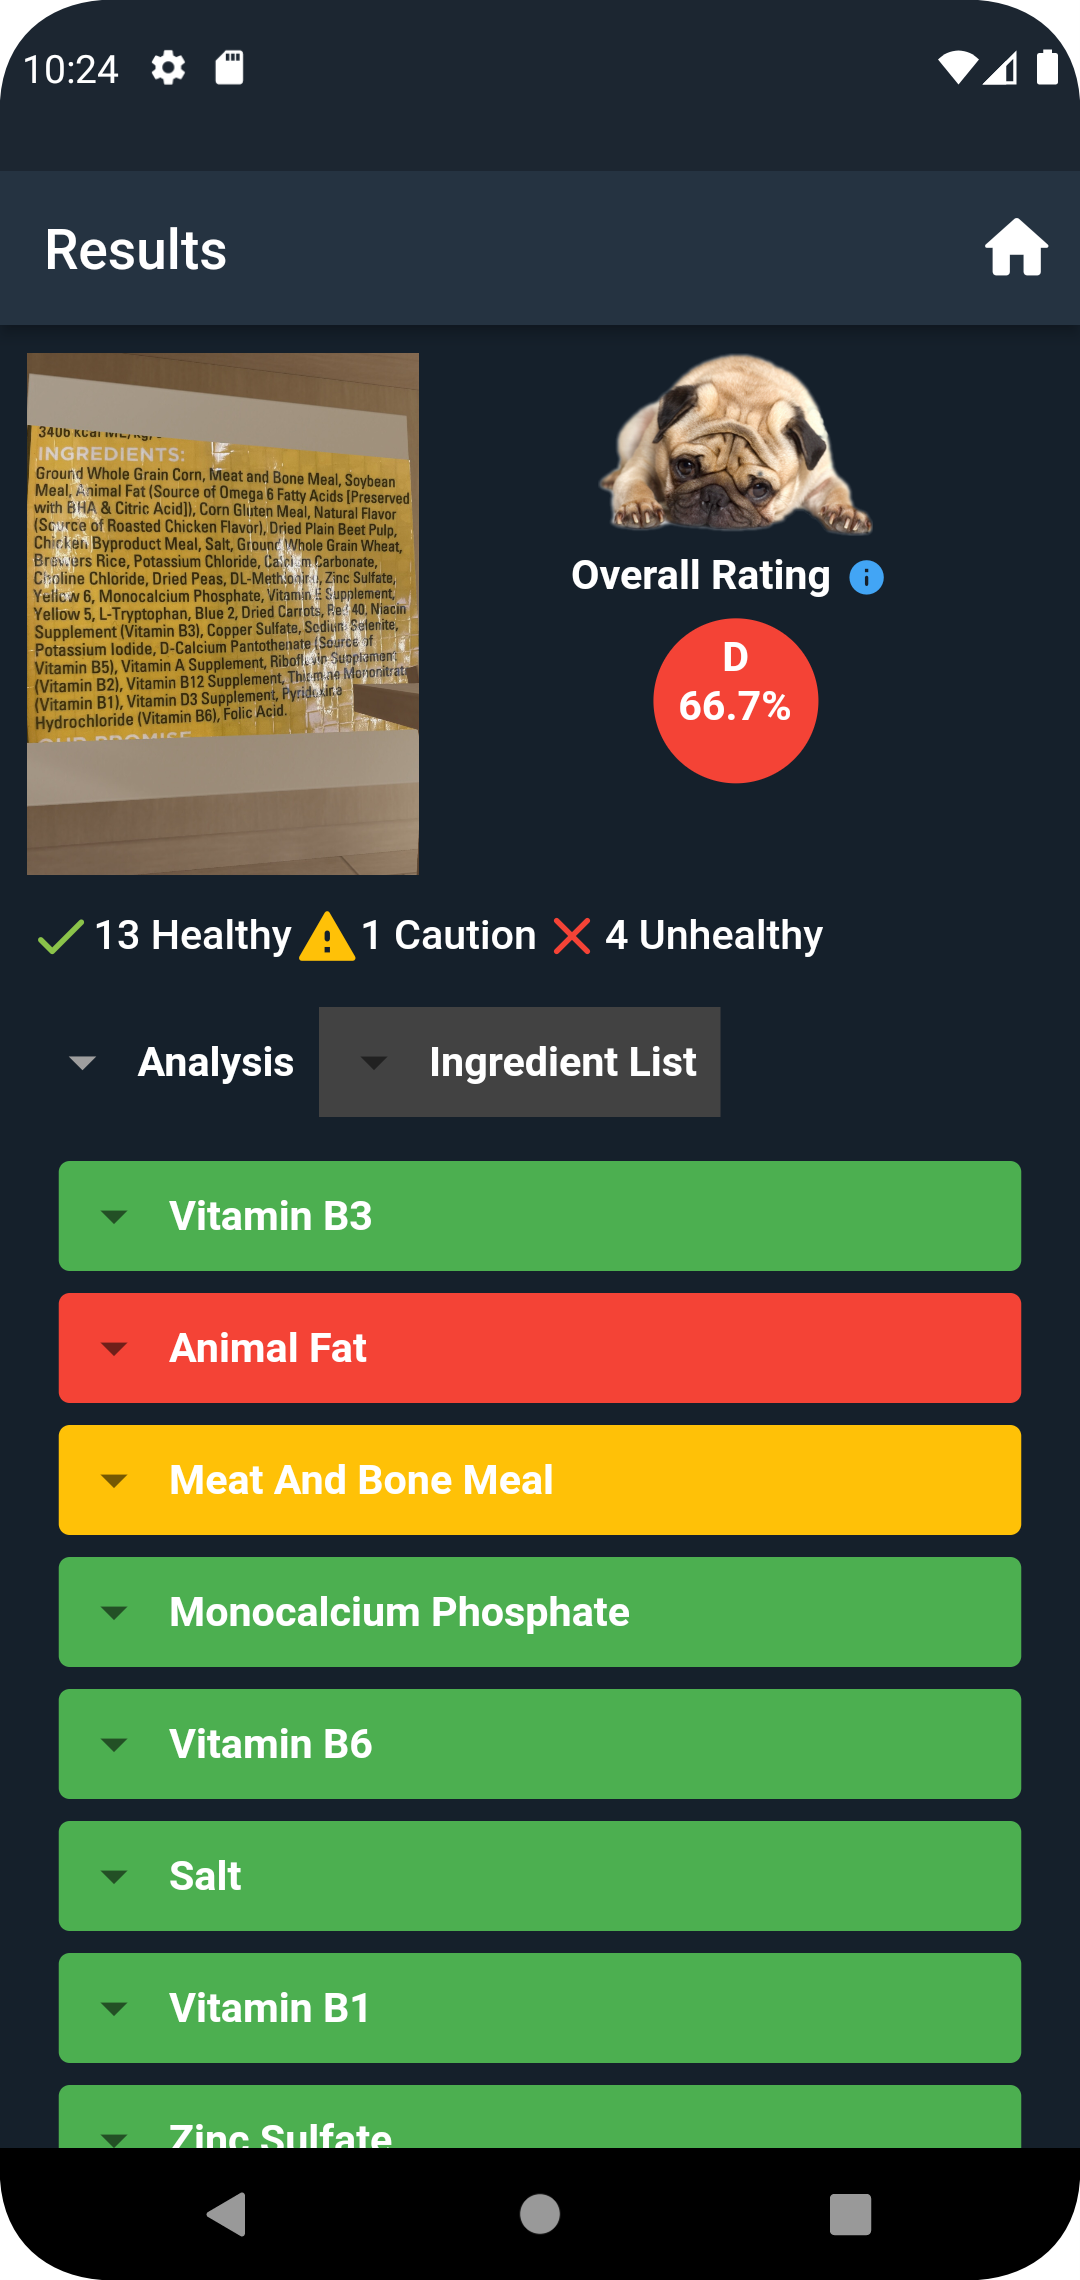 10:24
Results
3406 kcal ME/kg,
INGREDIENTS:
Ground Whole Grain Corn, Meat and Bone Meal, Soybean
Meal, Animal Fat (Source of Omega 6 Fatty Acids [Preserved
with BHA & Citric Acid]), Corn Gluten Meal, Natural Flavor
(Source of Roasted Chicken Flavor), Dried Plain Beet Pulp,
Chicken Byproduct Meal, Salt, Ground Whole Grain Wheat,
Brewers Rice, Potassium Chloride, Calcium Carbonate,
Choline Chloride, Dried Peas, DL-Methionine, Zinc Sulfate,
Yellow 6, Monocalcium Phosphate, Vitamin E Supplement,
Yellow 5, L-Tryptophan, Blue 2, Dried Carrots, Red 40, Niacin
Supplement (Vitamin B3), Copper Sulfate, Sodium Selenite,
Potassium Iodide, D-Calcium Pantothenate (Source of
Vitamin B5), Vitamin A Supplement, Riboflavin Supplement
(Vitamin B2), Vitamin B12 Supplement, Thiamine Mononitrat
(Vitamin B1), Vitamin D3 Supplement, Pyridoxine
Hydrochloride (Vitamin B6), Folic Acid.
OUR PROMISE
Overall Rating
D
66.7%
13 Healthy 1 Caution 4 Unhealthy
Analysis Ingredient List
Vitamin B3
Animal Fat
Meat And Bone Meal
Monocalcium Phosphate
Vitamin B6
Salt
Vitamin B1
Zinc Sulfate